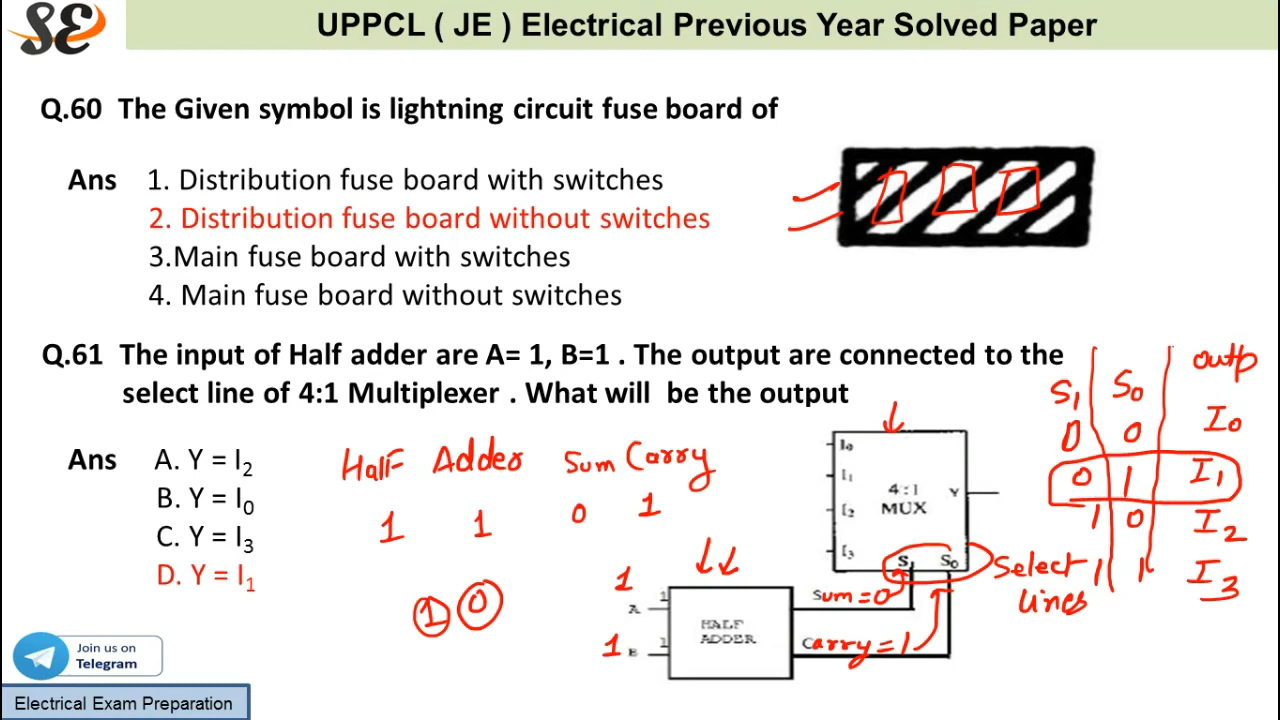 SE
UPPCL ( JE ) Electrical Previous Year Solved Paper
Q.60 The Given symbol is lightning circuit fuse board of
Ans 1. Distribution fuse board with switches
2. Distribution fuse board without switches
3.Main fuse board with switches
4. Main fuse board without switches
Q.61 The input of Half adder are A= 1, B=1 . The output are connected to the
select line of 4:1 Multiplexer . What will be the output
Ans A. Y = I2
B. Y = I0
C. Y = I3
D. Y = I1
Half Adder Sum Carry
1 1 0 1
1 0
I0
I1
I2
I3
4:1
MUX
Y
S1 S0
Select
lines
1
1
A
1
1
B
HALF
ADDER
Sum = 0
Carry = 1
S1 S0 outp
0 0 I0
0 1 I1
1 0 I2
1 1 I3
Join us on
Telegram
Electrical Exam Preparation